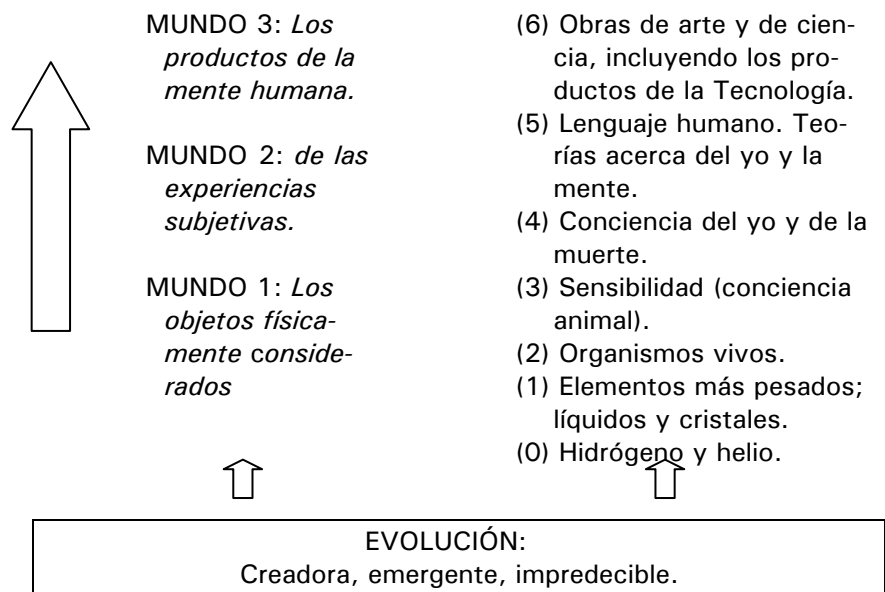 MUNDO 3: Los
productos de la
mente humana.
MUNDO 2: de las
experiencias
subjetivas.
MUNDO 1: Los
objetos física-
mente conside-
rados
(6) Obras de arte y de cien-
cia, incluyendo los pro-
ductos de la Tecnología.
(5) Lenguaje humano. Teo-
rías acerca del yo y la
mente.
(4) Conciencia del yo y de la
muerte.
(3) Sensibilidad (conciencia
animal).
(2) Organismos vivos.
(1) Elementos más pesados;
líquidos y cristales.
(0) Hidrógeno y helio.
EVOLUCIÓN:
Creadora, emergente, impredecible.